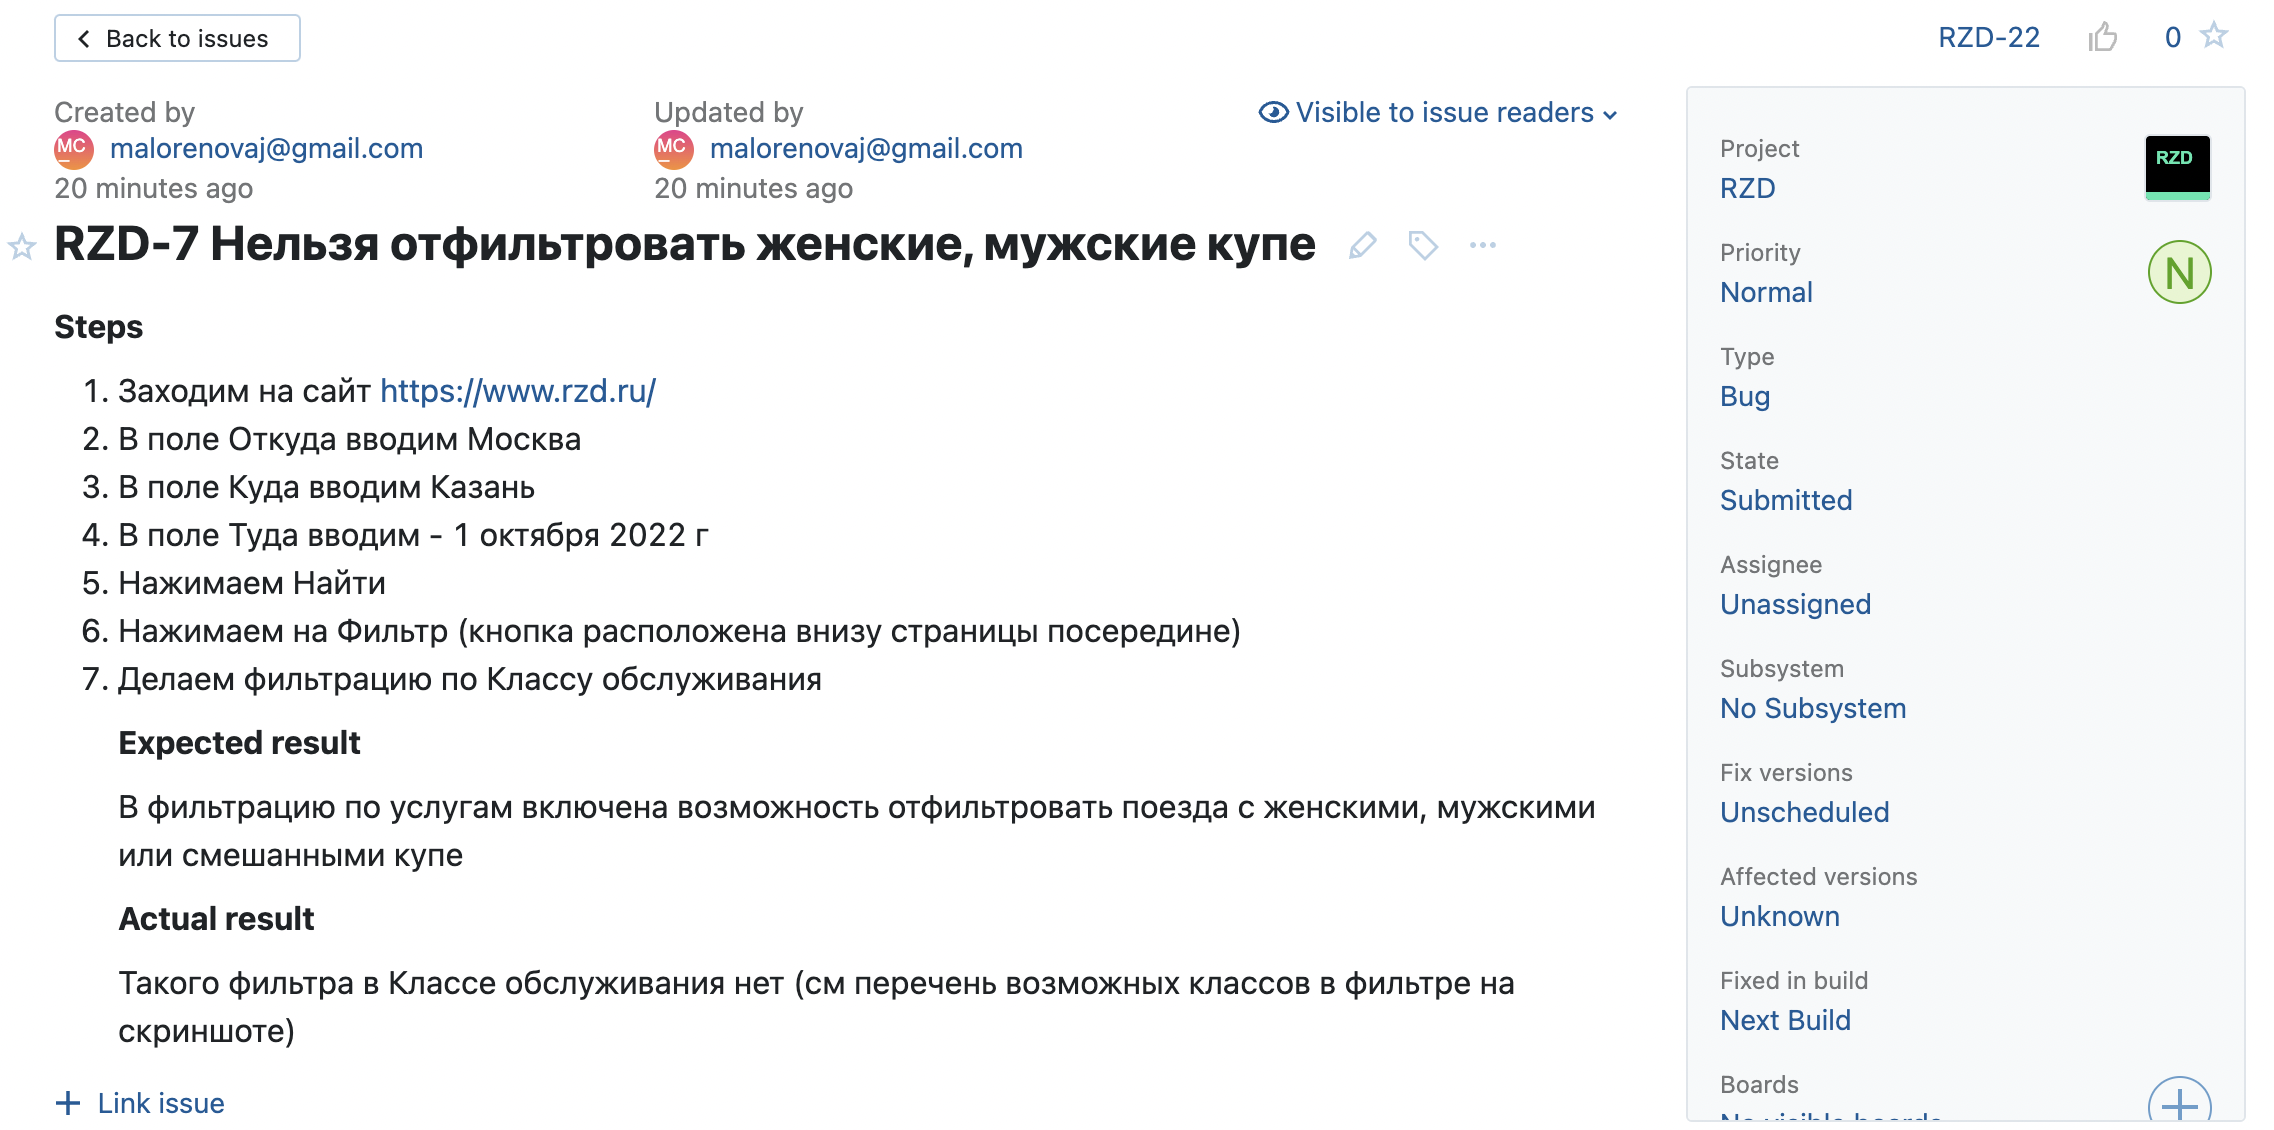 Back to issues
RZD-22
0
Created by
MC
malorenovaj@gmail.com
20 minutes ago
Updated by
MC
malorenovaj@gmail.com
20 minutes ago
Visible to issue readers
RZD-7 Нельзя отфильтровать женские, мужские купе
Steps
1. Заходим на сайт https://www.rzd.ru/
2. В поле Откуда вводим Москва
3. В поле Куда вводим Казань
4. В поле Туда вводим - 1 октября 2022 г
5. Нажимаем Найти
6. Нажимаем на Фильтр (кнопка расположена внизу страницы посередине)
7. Делаем фильтрацию по Классу обслуживания
Expected result
В фильтрацию по услугам включена возможность отфильтровать поезда с женскими, мужскими
или смешанными купе
Actual result
Такого фильтра в Классе обслуживания нет (см перечень возможных классов в фильтре на
скриншоте)
Link issue
Project
RZD
RZD
Priority
Normal
N
Type
Bug
State
Submitted
Assignee
Unassigned
Subsystem
No Subsystem
Fix versions
Unscheduled
Affected versions
Unknown
Fixed in build
Next Build
Boards
No visible boards